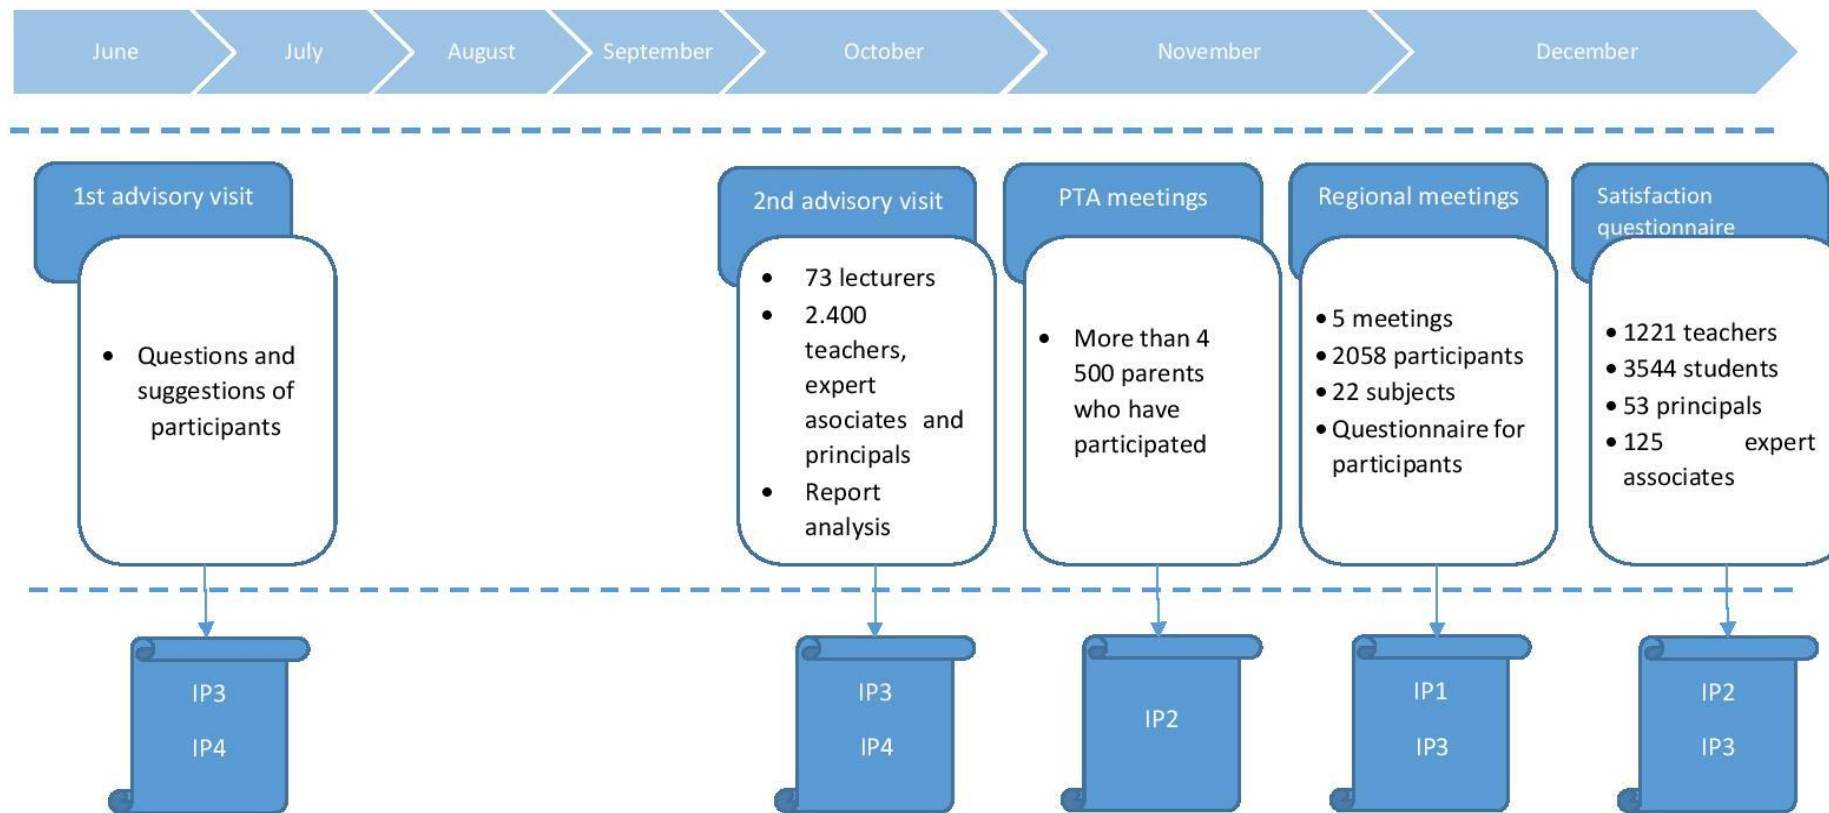 June
July
August
September
October
November
December
1st advisory visit
• Questions and
suggestions of
participants
2nd advisory visit
• 73 lecturers
• 2.400
teachers,
expert
asociates and
principals
• Report
analysis
PTA meetings
• More than 4
500 parents
who have
participated
Regional meetings
• 5 meetings
• 2058 participants
• 22 subjects
• Questionnaire for
participants
Satisfaction
questionnaire
• 1221 teachers
• 3544 students
• 53 principals
• 125 expert
associates
IP3
IP4
IP3
IP4
IP2
IP1
IP3
IP2
IP3